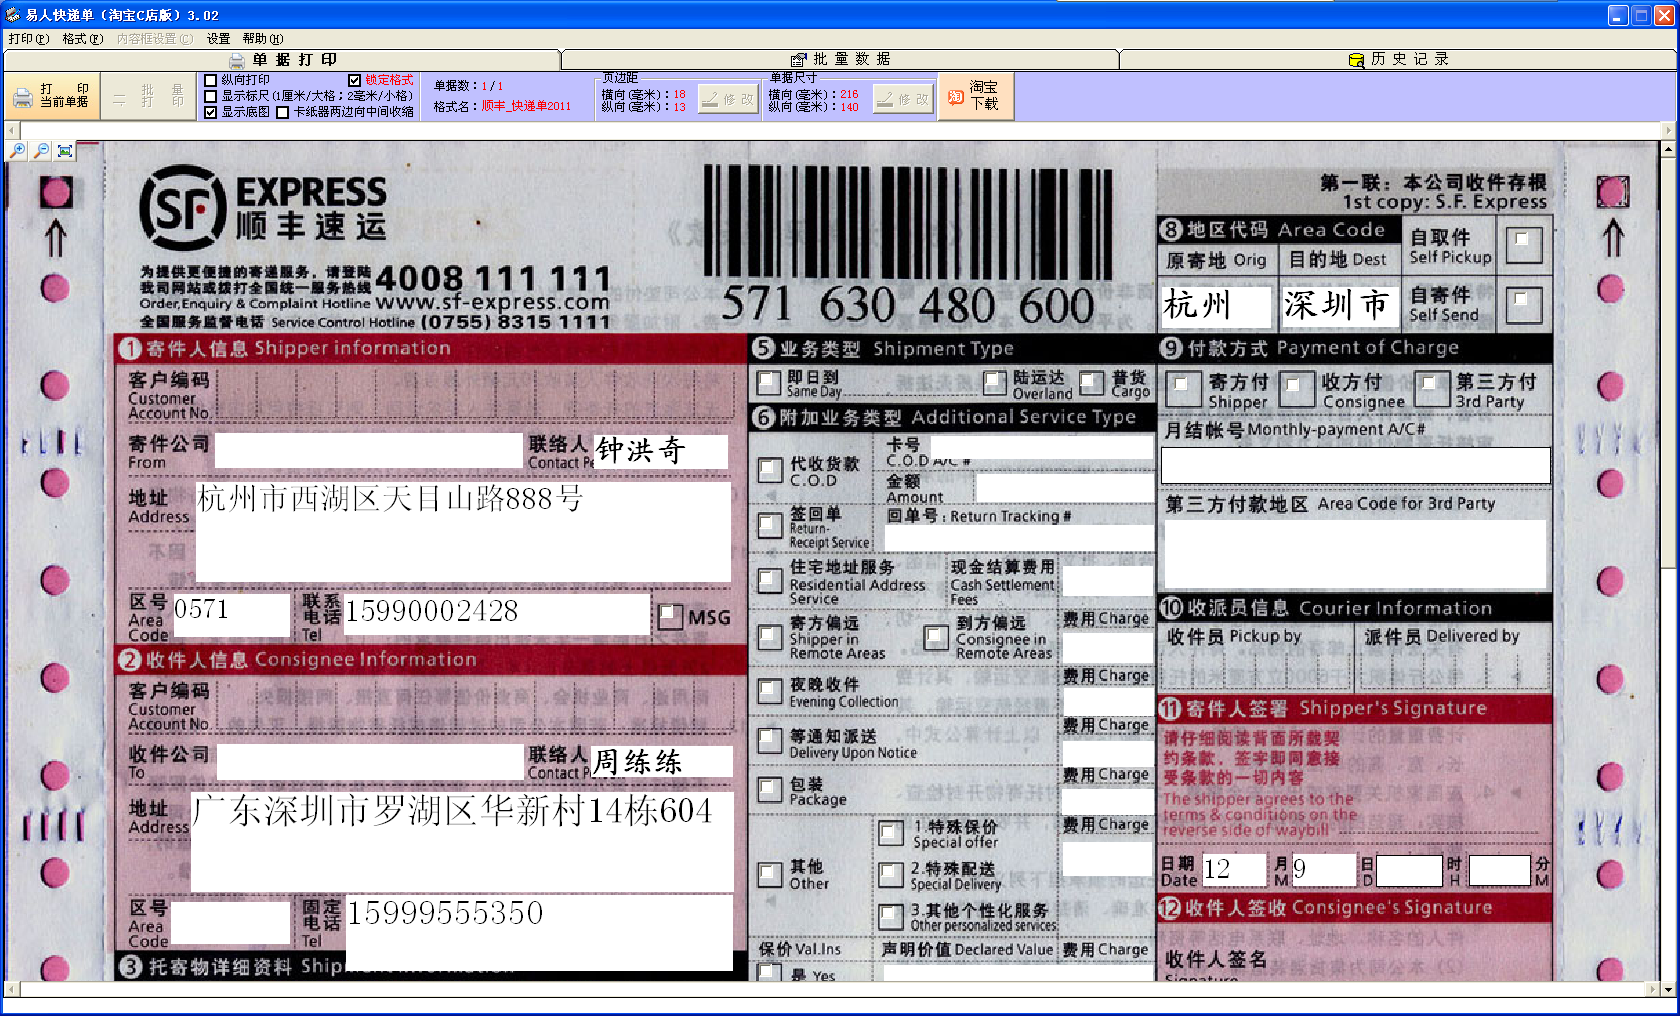 易人快递单（淘宝C店版）3.02
打印(P) 格式(F) 内容框设置(C) 设置 帮助(H)
单据打印 批量数据 历史记录
打 印
当前单据
批 量
打 印
纵向打印 锁定格式
显示标尺(1厘米/大格；2毫米/小格)
显示底图 卡纸器两边向中间收缩
单据数：1/1
格式名：顺丰_快递单2011
页边距
横向(毫米)：18
纵向(毫米)：13
修改
单据尺寸
横向(毫米)：216
纵向(毫米)：140
修改
淘宝
下载
SF EXPRESS
顺丰速运
为提供更便捷的寄递服务，请登陆
我司网站或拨打全国统一服务热线 4008 111 111
Order,Enquiry & Complaint Hotline www.sf-express.com
全国服务监督电话 Service Control Hotline (0755) 8315 1111
571 630 480 600
第一联：本公司收件存根
1st copy: S.F. Express
8 地区代码 Area Code
原寄地 Orig 目的地 Dest
杭州 深圳市
自取件
Self Pickup
自寄件
Self Send
1 寄件人信息 Shipper information
客户编码
Customer
Account No.
寄件公司
From
联络人 钟洪奇
地址
Address
杭州市西湖区天目山路888号
区号
Area
Code
0571
联系
电话
Tel
15990002428
MSG
2 收件人信息 Consignee Information
客户编码
Customer
Account No.
收件公司
To
联络人 周练练
地址
Address
广东深圳市罗湖区华新村14栋604
区号
Area
Code
固定
电话
Tel
15999555350
3 托寄物详细资料
5 业务类型 Shipment Type
即日到
Same Day
陆运达
Overland
普货
Cargo
6 附加业务类型 Additional Service Type
代收货款
C.O.D
卡号
C.O.D A/C #
金额
Amount
签回单
Return-
Receipt Service
回单号：Return Tracking #
住宅地址服务
Residential Address
Service
现金结算费用
Cash Settlement
Fees
寄方偏远
Shipper in
Remote Areas
到方偏远
Consignee in
Remote Areas
费用 Charge
夜晚收件
Evening Collection
费用 Charge
等通知派送
Delivery Upon Notice
费用 Charge
包装
Package
费用 Charge
其他
Other
1.特殊保价
Special offer
费用 Charge
2.特殊配送
Special Delivery
3.其他个性化服务
Other personalized services
保价 Val.Ins 声明价值 Declared Value 费用 Charge
是 Yes
9 付款方式 Payment of Charge
寄方付
Shipper
收方付
Consignee
第三方付
3rd Party
月结帐号 Monthly-payment A/C#
第三方付款地区 Area Code for 3rd Party
10 收派员信息 Courier Information
收件员 Pickup by 派件员 Delivered by
11 寄件人签署 Shipper's Signature
请仔细阅读背面所载契
约条款，签字即同意接
受条款的一切内容
The shipper agrees to the
terms & conditions on the
reverse side of waybill
日期
Date
12
月
M
9
日
D
时
H
分
M
12 收件人签收 Consignee's Signature
收件人签名
Signature